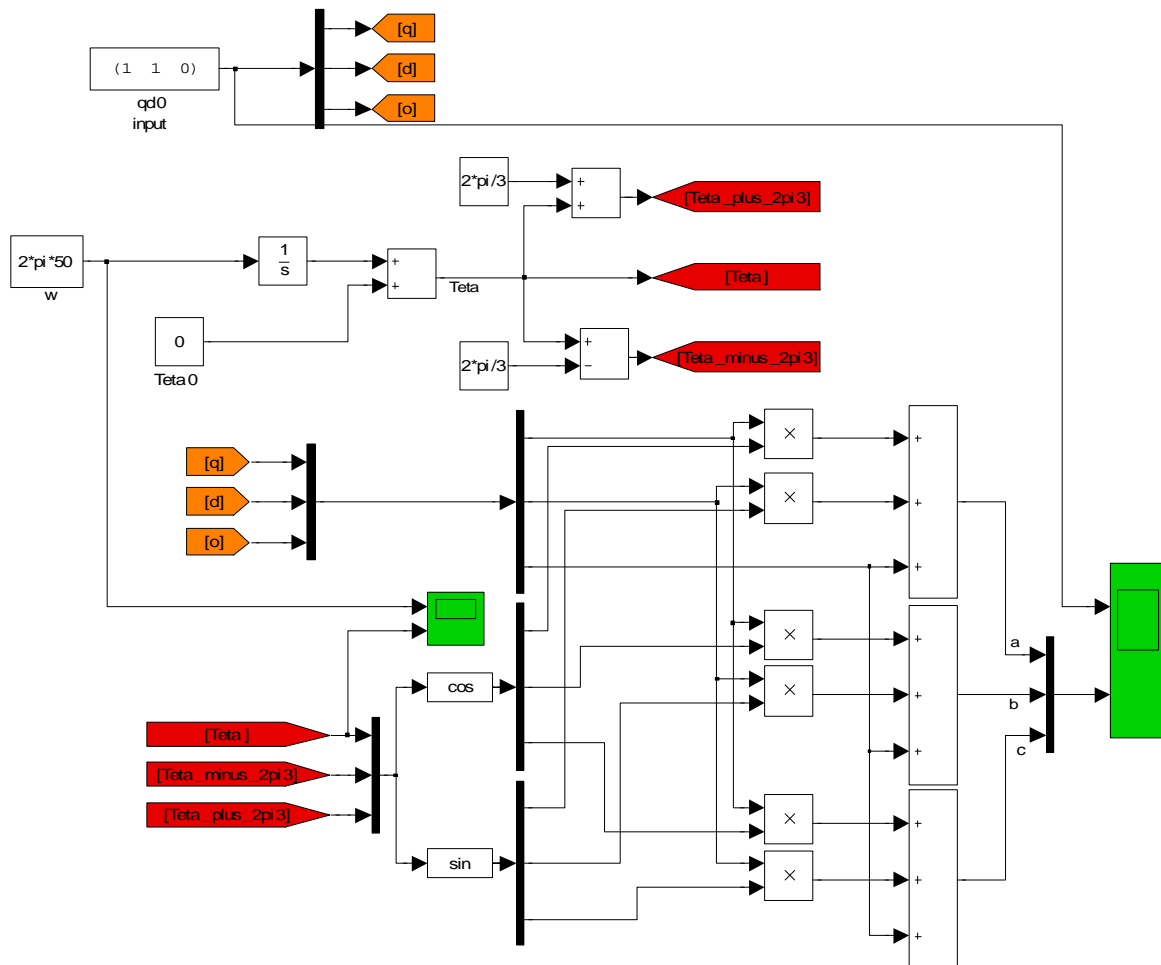 [q]
(1 1 0)
[d]
qd0
input
[o]
2*pi/3
+
+
[Teta_plus_2pi3]
2*pi*50
w
1
s
+
+
Teta
[Teta]
0
Teta0
2*pi/3
+
−
[Teta_minus_2pi3]
[q]
[d]
[o]
×
+
×
+
+
cos
×
+
a
×
+
b
+
c
[Teta]
[Teta_minus_2pi3]
[Teta_plus_2pi3]
sin
×
+
×
+
+